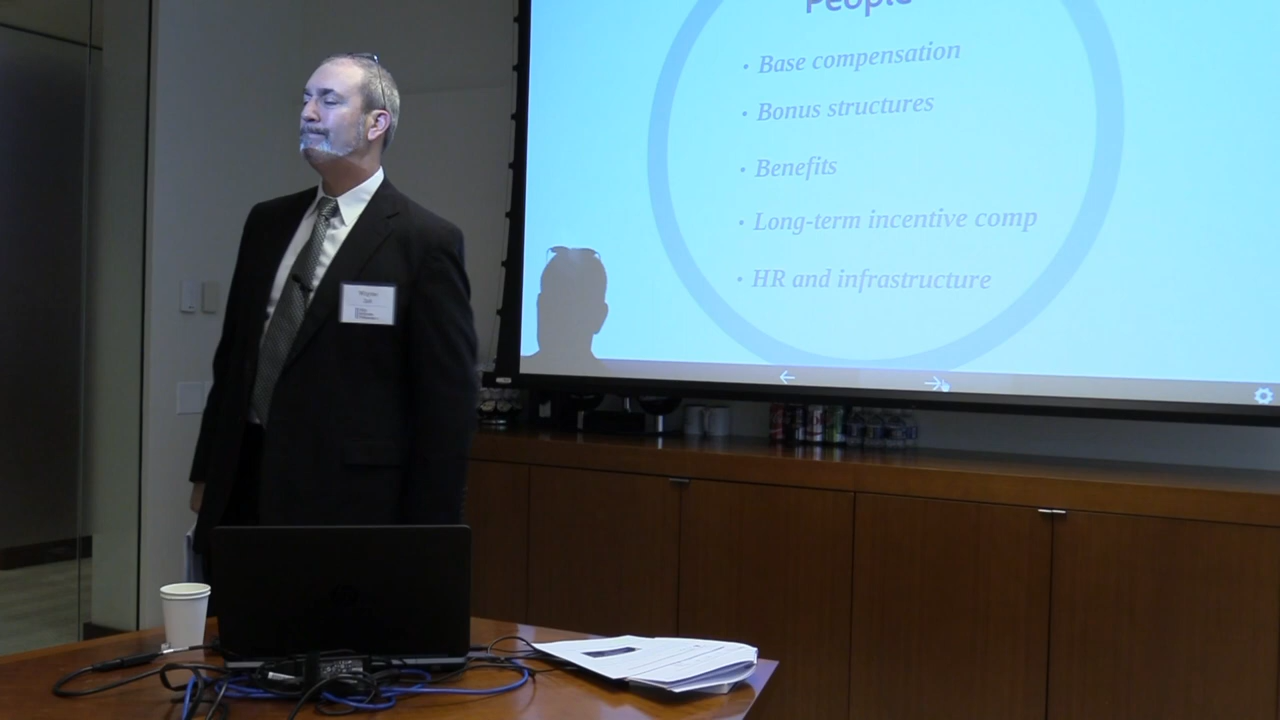 People
• Base compensation
• Bonus structures
• Benefits
• Long-term incentive comp
• HR and infrastructure